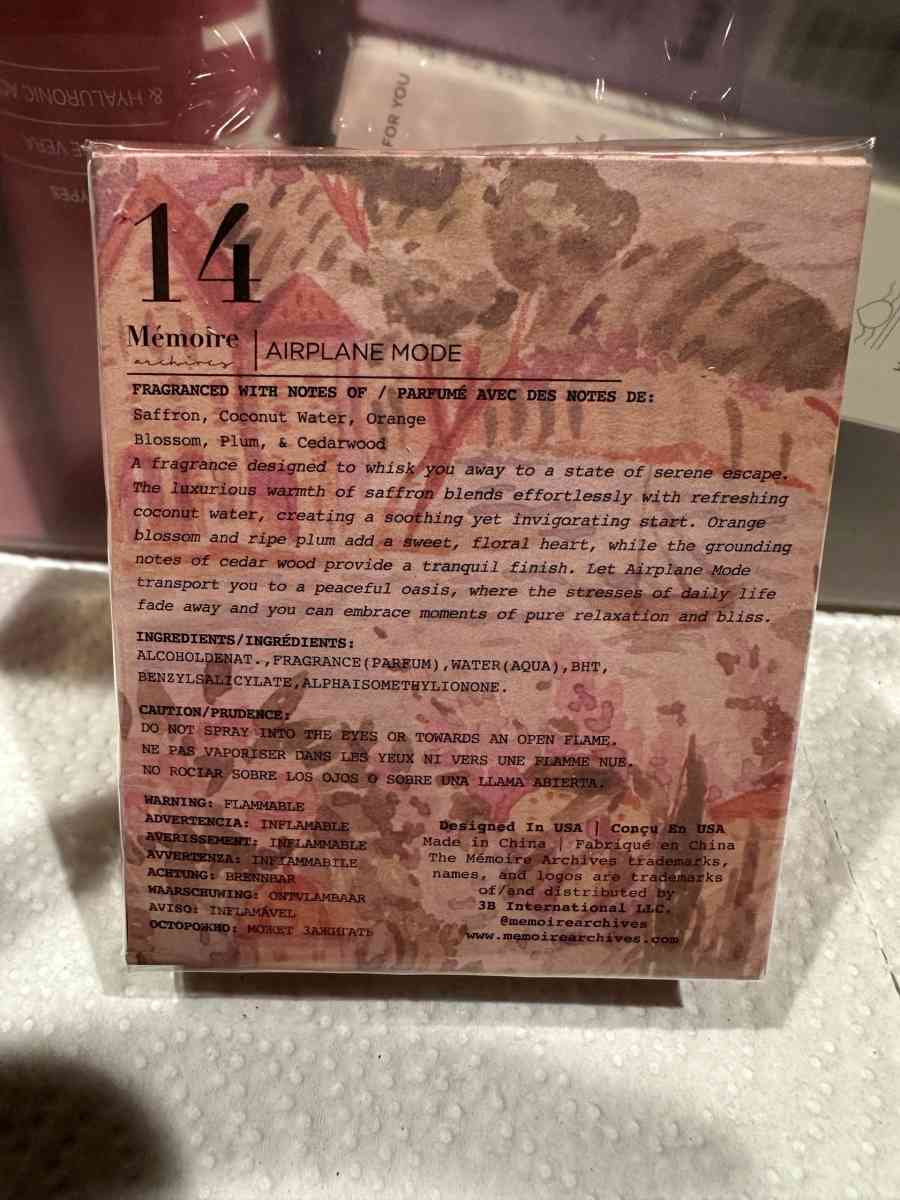 & HYALURONIC
E VERA
YPES
FOR YOU
14
Mémoire
archives
AIRPLANE MODE
FRAGRANCED WITH NOTES OF / PARFUMÉ AVEC DES NOTES DE:
Saffron, Coconut Water, Orange
Blossom, Plum, & Cedarwood
A fragrance designed to whisk you away to a state of serene escape.
The luxurious warmth of saffron blends effortlessly with refreshing
coconut water, creating a soothing yet invigorating start. Orange
blossom and ripe plum add a sweet, floral heart, while the grounding
notes of cedar wood provide a tranquil finish. Let Airplane Mode
transport you to a peaceful oasis, where the stresses of daily life
fade away and you can embrace moments of pure relaxation and bliss.
INGREDIENTS/INGRÉDIENTS:
ALCOHOLDENAT.,FRAGRANCE(PARFUM),WATER(AQUA),BHT,
BENZYLSALICYLATE,ALPHAISOMETHYLIONONE.
CAUTION/PRUDENCE:
DO NOT SPRAY INTO THE EYES OR TOWARDS AN OPEN FLAME.
NE PAS VAPORISER DANS LES YEUX NI VERS UNE FLAMME NUE.
NO ROCIAR SOBRE LOS OJOS O SOBRE UNA LLAMA ABIERTA.
WARNING: FLAMMABLE
ADVERTENCIA: INFLAMABLE
AVERISSEMENT: INFLAMMABLE
AVVERTENZA: INFIAMMABILE
ACHTUNG: BRENNBAR
WAARSCHUWING: ONTVLAMBAAR
AVISO: INFLAMÁVEL
ОСТОРОЖНО: МОЖЕТ ЗАЖИГАТЬ
Designed In USA | Conçu En USA
Made in China | Fabriqué en China
The Mémoire Archives trademarks,
names, and logos are trademarks
of/and distributed by
3B International LLC.
@memoirearchives
www.memoirearchives.com